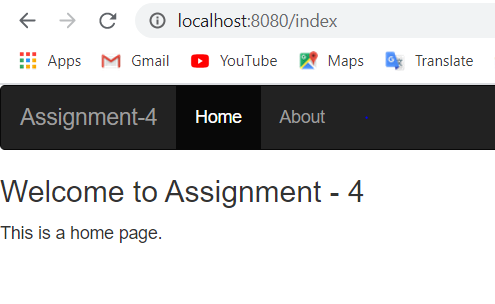 localhost:8080/index
Apps Gmail YouTube Maps Translate
Assignment-4 Home About
Welcome to Assignment - 4
This is a home page.